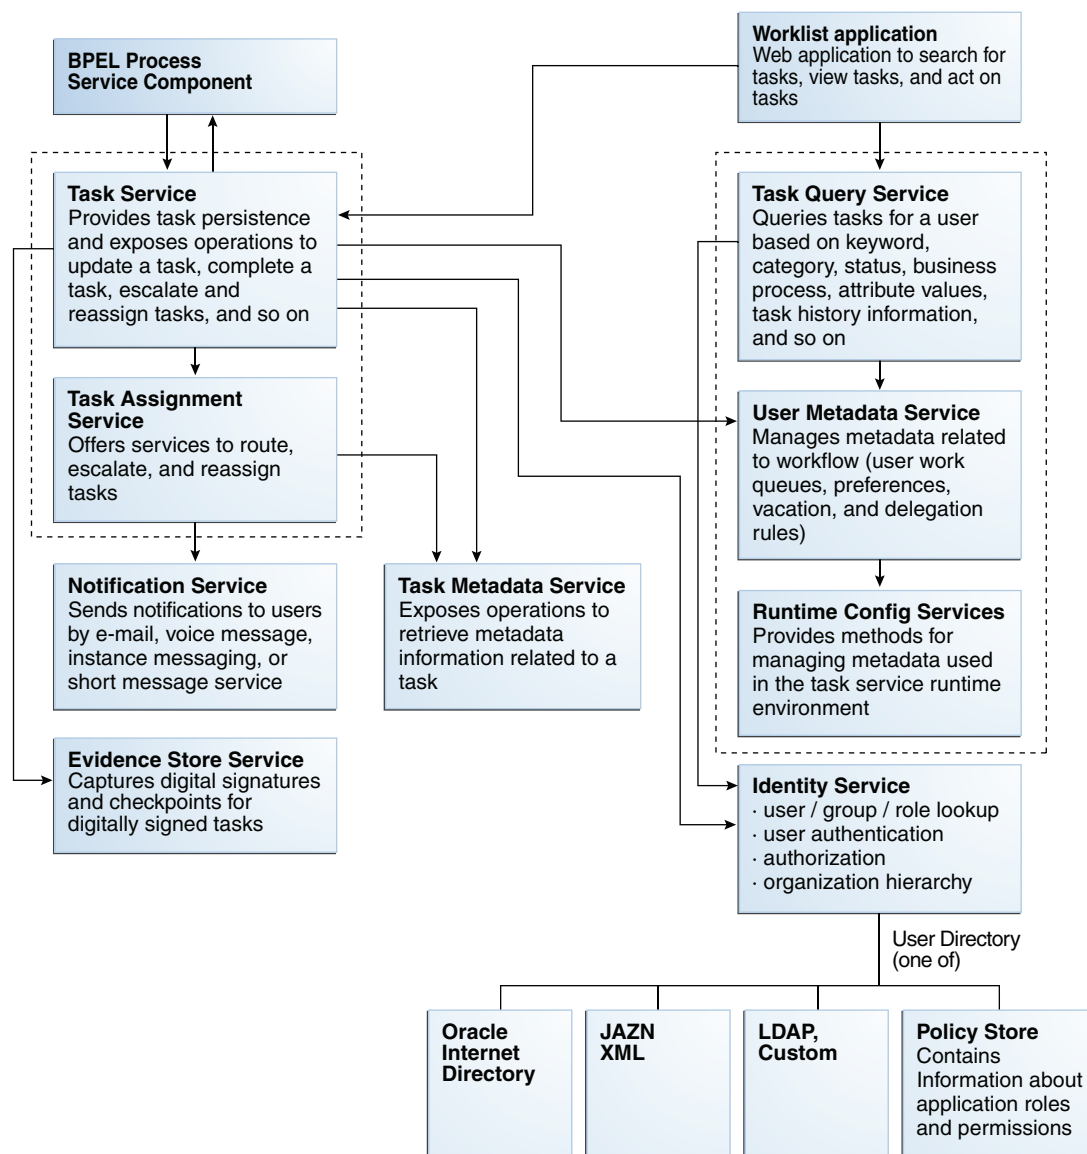 BPEL Process
Service Component
Worklist application
Web application to search for
tasks, view tasks, and act on
tasks
Task Service
Provides task persistence
and exposes operations to
update a task, complete a
task, escalate and
reassign tasks, and so on
Task Query Service
Queries tasks for a user
based on keyword,
category, status, business
process, attribute values,
task history information,
and so on
Task Assignment
Service
Offers services to route,
escalate, and reassign
tasks
User Metadata Service
Manages metadata related
to workflow (user work
queues, preferences,
vacation, and delegation
rules)
Notification Service
Sends notifications to users
by e-mail, voice message,
instance messaging, or
short message service
Task Metadata Service
Exposes operations to
retrieve metadata
information related to a
task
Runtime Config Services
Provides methods for
managing metadata used
in the task service runtime
environment
Evidence Store Service
Captures digital signatures
and checkpoints for
digitally signed tasks
Identity Service
· user / group / role lookup
· user authentication
· authorization
· organization hierarchy
User Directory
(one of)
Oracle
Internet
Directory
JAZN
XML
LDAP,
Custom
Policy Store
Contains
Information about
application roles
and permissions